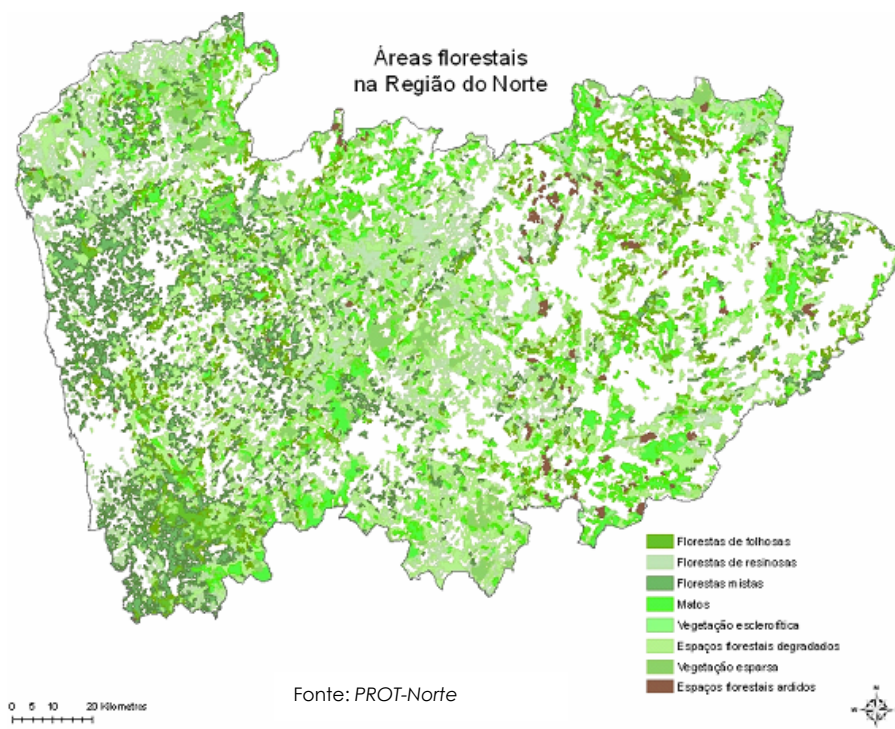 Áreas florestais
na Região do Norte
Florestas de folhosas
Florestas de resinosas
Florestas mistas
Matos
Vegetação esclerofítica
Espaços florestais degradados
Vegetação esparsa
Espaços florestais ardidos
Fonte: PROT-Norte
0 5 10 20 Kilometres
N
W
S